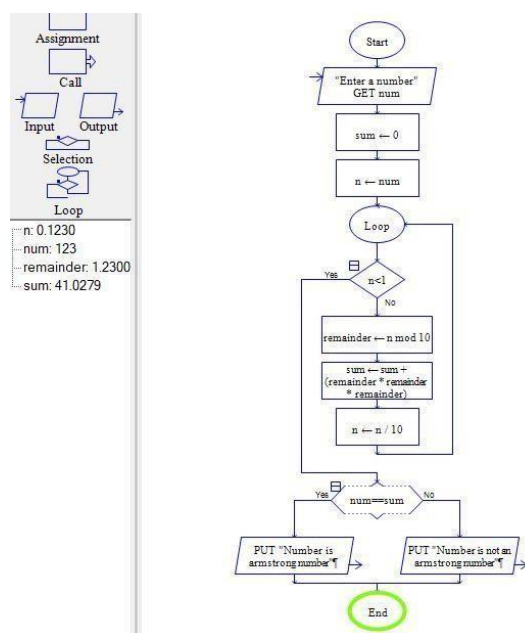 Assignment
Call
Input Output
Selection
Loop
n: 0.1230
num: 123
remainder: 1.2300
sum: 41.0279
Start
"Enter a number"
GET num
sum ← 0
n ← num
Loop
Yes
n<1
No
remainder ← n mod 10
sum ← sum +
(remainder * remainder
* remainder)
n ← n / 10
Yes
num==sum
No
PUT "Number is
armstrong number"¶
PUT "Number is not an
armstrong number"¶
End